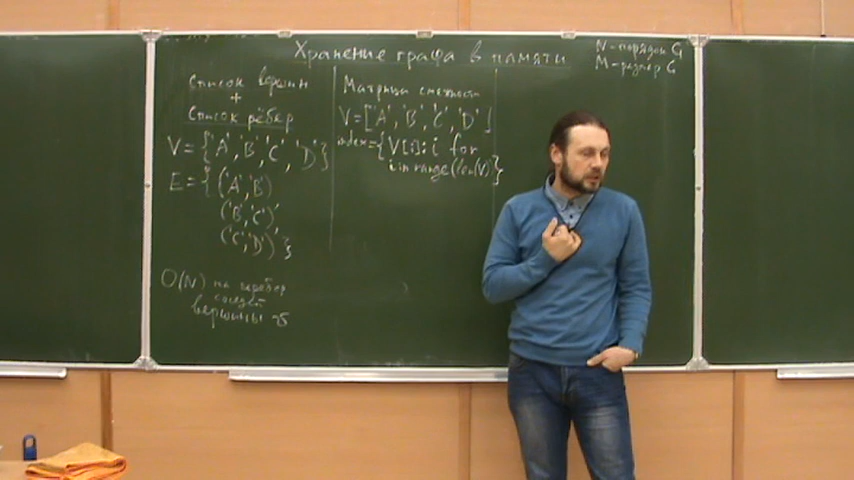 Хранение графа в памяти
N - порядок G
M - размер G
Список вершин
+
Список рёбер
V = {'A', 'B', 'C', 'D'}
E = { ('A', 'B')
('B', 'C'),
('C', 'D') }
O(N) на перебор
соседей
вершины
Матрица смежности
V = ['A', 'B', 'C', 'D']
index = { V[i]: i for
i in range(len(V)) }